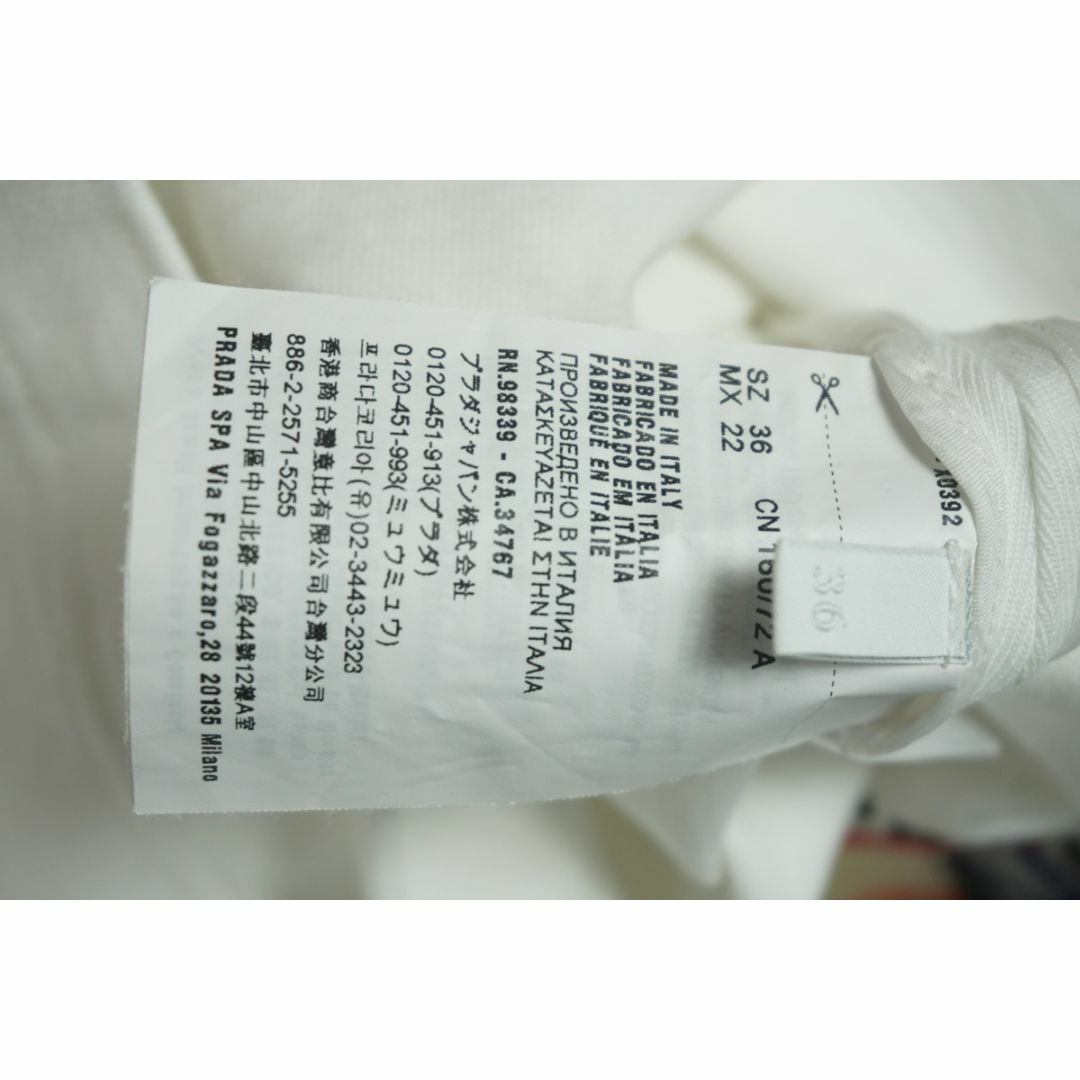 SZ 36 CN 160/72 A
MX 22
MADE IN ITALY
FABRICADO EN ITALIA
FABRICADO EM ITÁLIA
FABRIQUÉ EN ITALIE
ПРОИЗВЕДЕНО В ИТАЛИЯ
ΚΑΤΑΣΚΕΥΑΖΕΤΑΙ ΣΤΗΝ ΙΤΑΛΙΑ
RN.98339 - CA.34767
プラダジャパン株式会社
0120-451-913(プラダ)
0120-451-993(ミュウミュウ)
프라다코리아(유)02-3443-2323
香港商台灣意比有限公司台灣分公司
886-2-2571-5255
臺北市中山區中山北路二段44號12樓A室
PRADA SPA Via Fogazzaro,28 20135 Milano
36